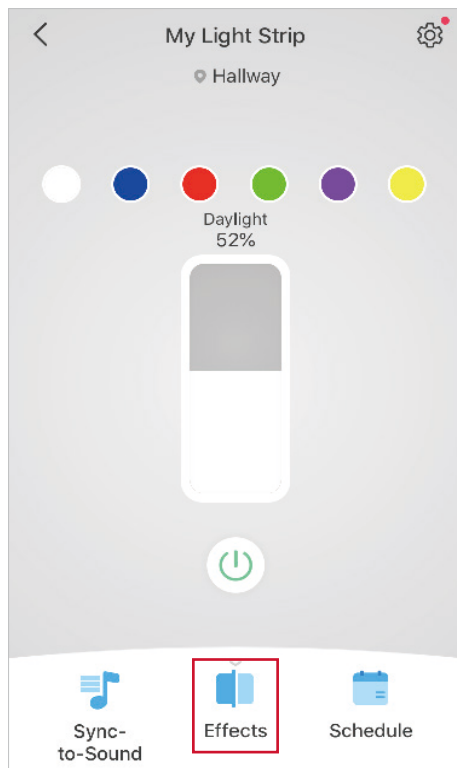 My Light Strip
Hallway
Daylight
52%
Sync-
to-Sound
Effects
Schedule